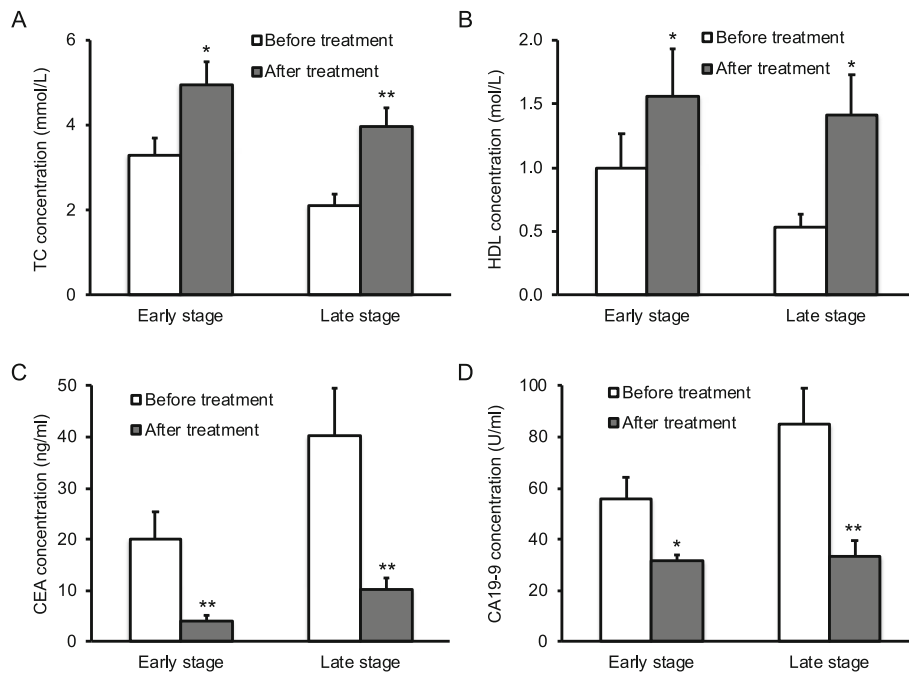 A
TC concentration (mmol/L)
6
4
2
0
Before treatment
After treatment
*
**
Early stage
Late stage
B
HDL concentration (mol/L)
2.0
1.5
1.0
0.5
0.0
Before treatment
After treatment
*
*
Early stage
Late stage
C
CEA concentration (ng/ml)
50
40
30
20
10
0
Before treatment
After treatment
**
**
Early stage
Late stage
D
CA19-9 concentration (U/ml)
100
80
60
40
20
0
Before treatment
After treatment
*
**
Early stage
Late stage